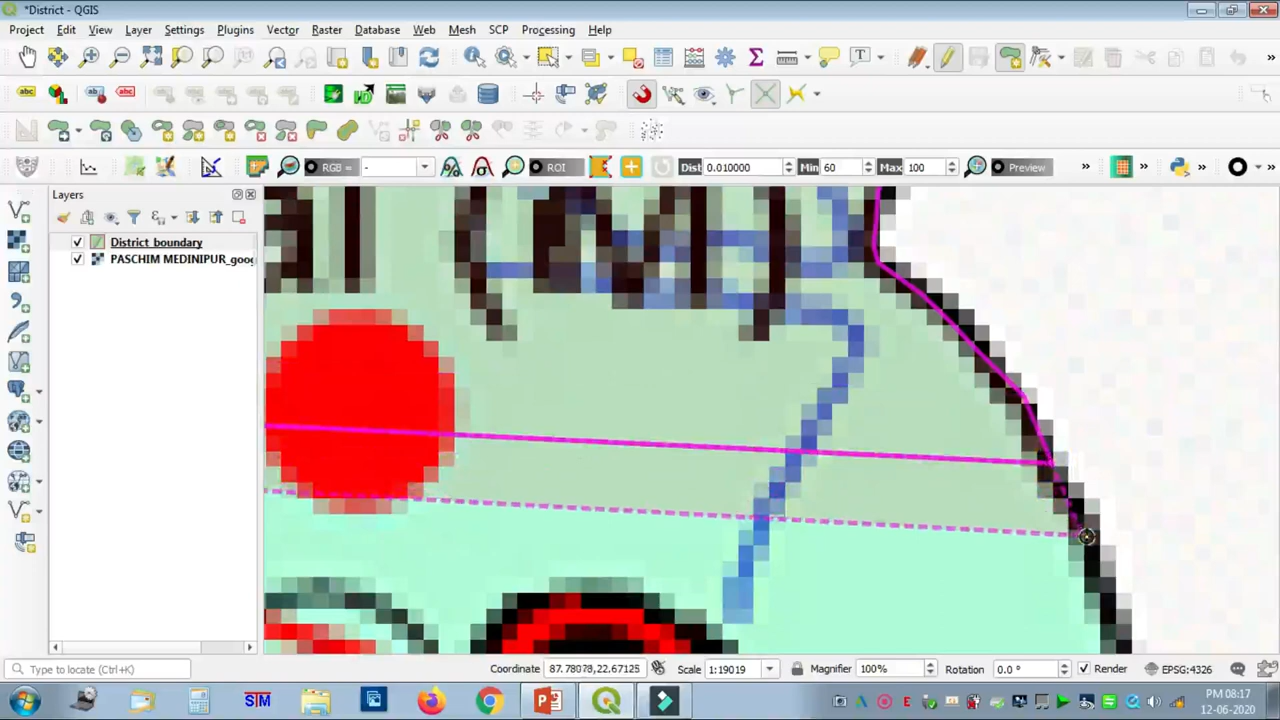 *District - QGIS
Project Edit View Layer Settings Plugins Vector Raster Database Web Mesh SCP Processing Help
RGB = - ROI Dist 0.010000 Min 60 Max 100 Preview »
Layers
District boundary
PASCHIM MEDINIPUR_goog
Type to locate (Ctrl+K) Coordinate 87.78078,22.67125 Scale 1:19019 Magnifier 100% Rotation 0.0 ° Render EPSG:4326
PM 08:17
12-06-2020